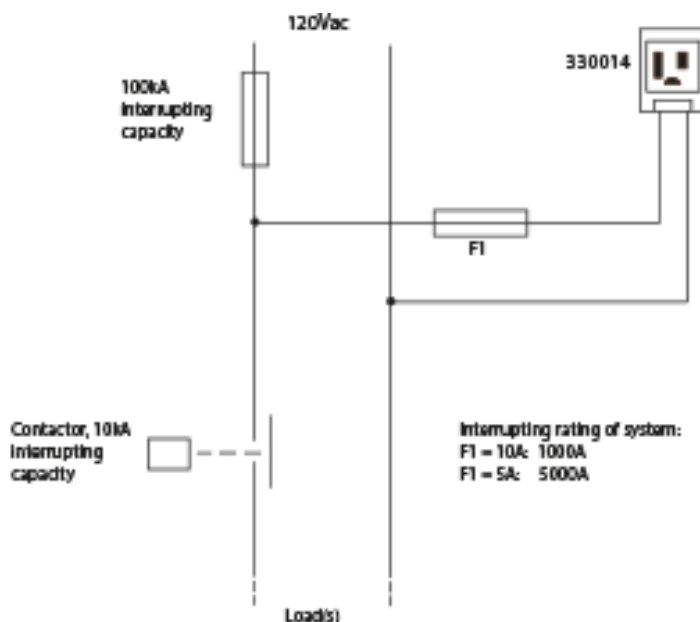 120Vac
330014
100kA
Interrupting
capacity
F1
Contactor, 10kA
Interrupting
capacity
Interrupting rating of system:
F1 = 10A: 1000A
F1 = 5A: 5000A
Load(s)